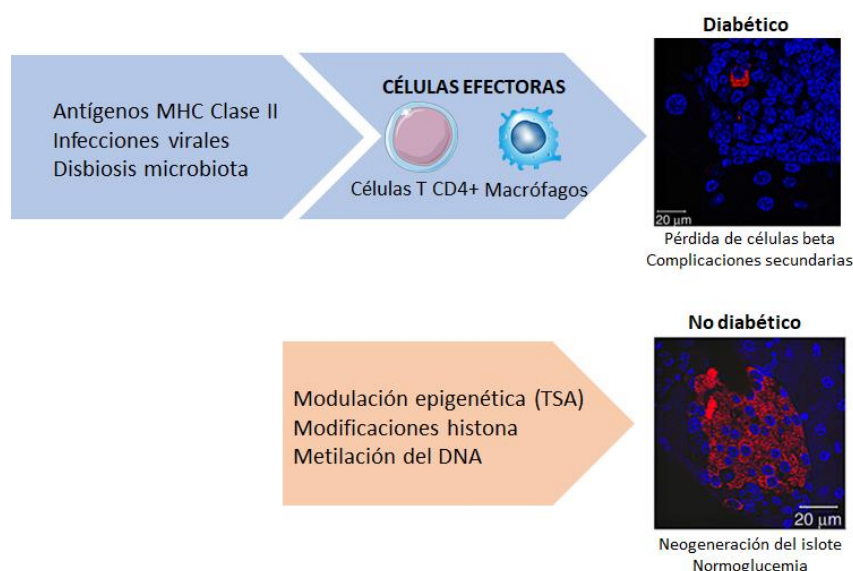 Diabético
CÉLULAS EFECTORAS
Antígenos MHC Clase II
Infecciones virales
Disbiosis microbiota
Células T CD4+ Macrófagos
20 µm
Pérdida de células beta
Complicaciones secundarias
No diabético
Modulación epigenética (TSA)
Modificaciones histona
Metilación del DNA
20 µm
Neogeneración del islote
Normoglucemia